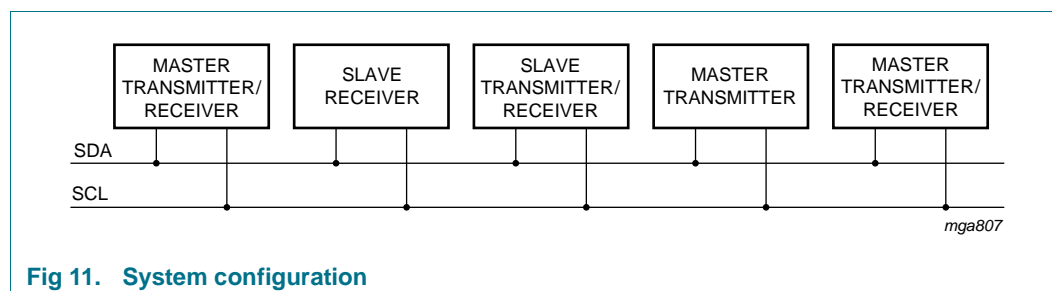 MASTER
TRANSMITTER/
RECEIVER
SLAVE
RECEIVER
SLAVE
TRANSMITTER/
RECEIVER
MASTER
TRANSMITTER
MASTER
TRANSMITTER/
RECEIVER
SDA
SCL
mga807
Fig 11. System configuration